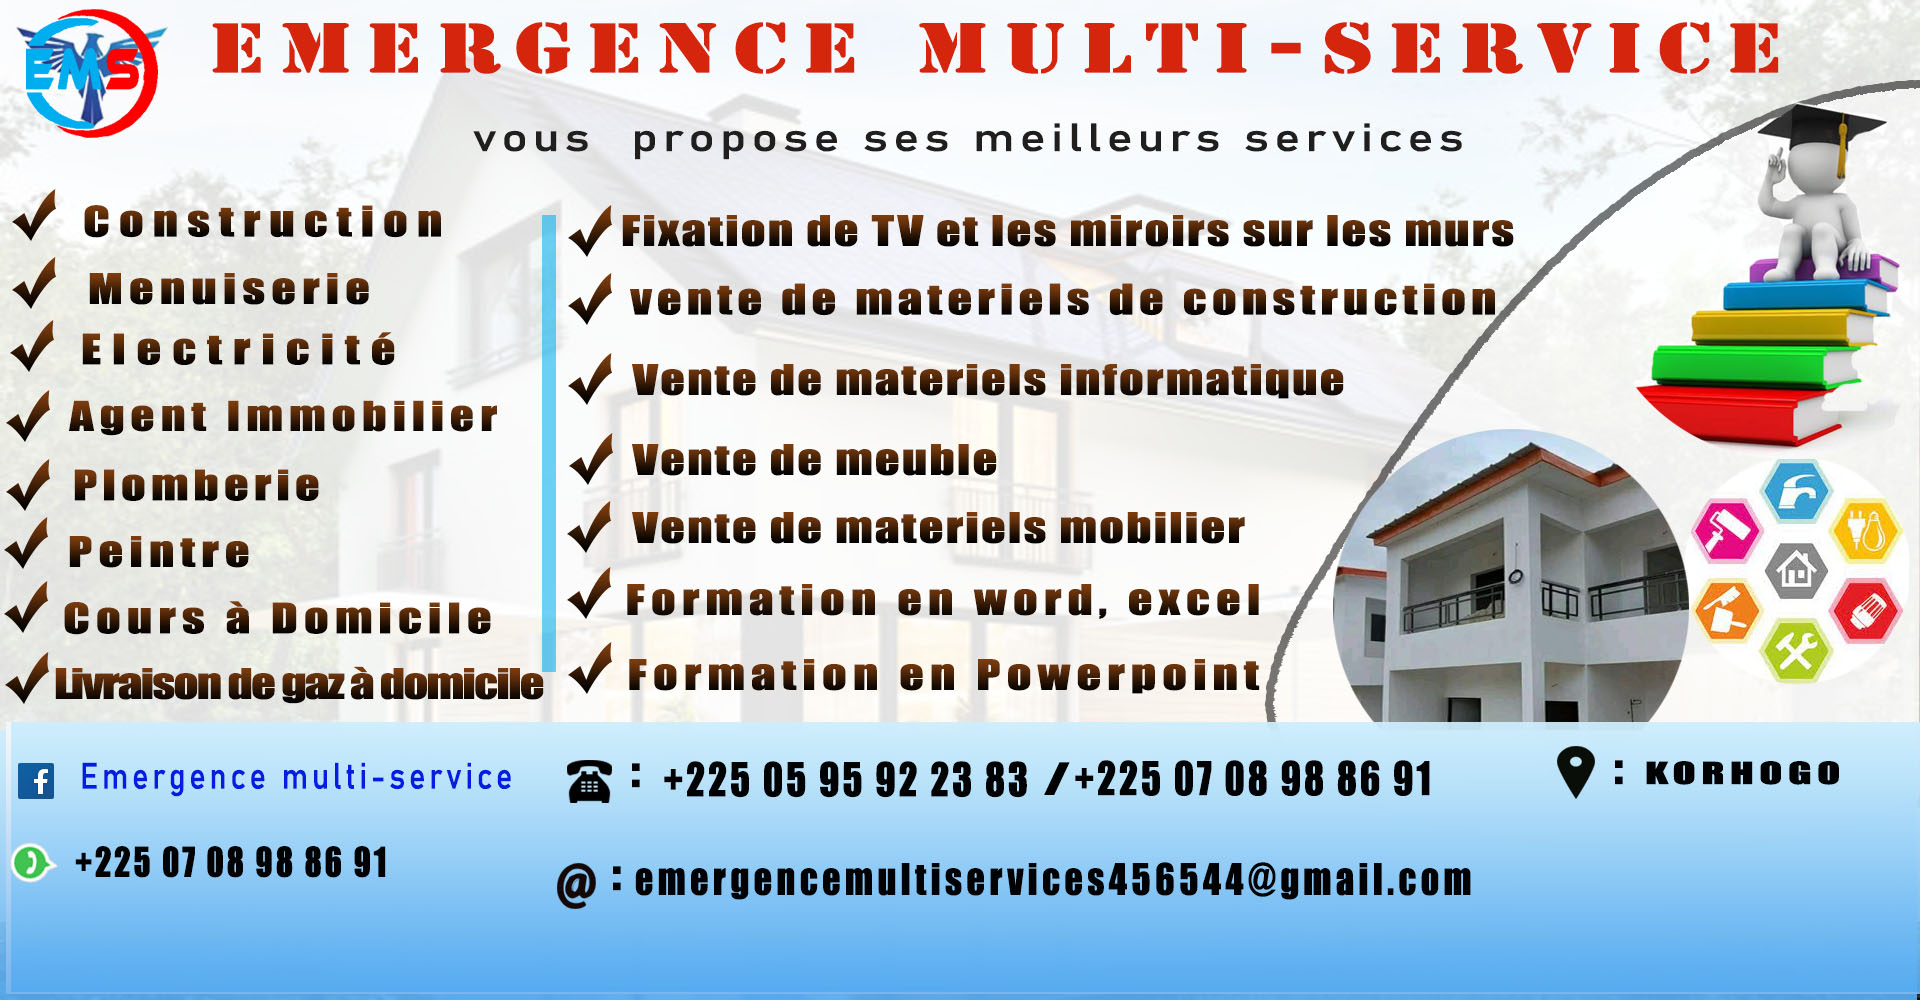 EMS
EMERGENCE MULTI-SERVICE
vous propose ses meilleurs services
Construction
Menuiserie
Electricité
Agent Immobilier
Plomberie
Peintre
Cours à Domicile
Livraison de gaz à domicile
Fixation de TV et les miroirs sur les murs
vente de materiels de construction
Vente de materiels informatique
Vente de meuble
Vente de materiels mobilier
Formation en word, excel
Formation en Powerpoint
Emergence multi-service
: +225 05 95 92 23 83 /+225 07 08 98 86 91
: KORHOGO
+225 07 08 98 86 91
@ : emergencemultiservices456544@gmail.com